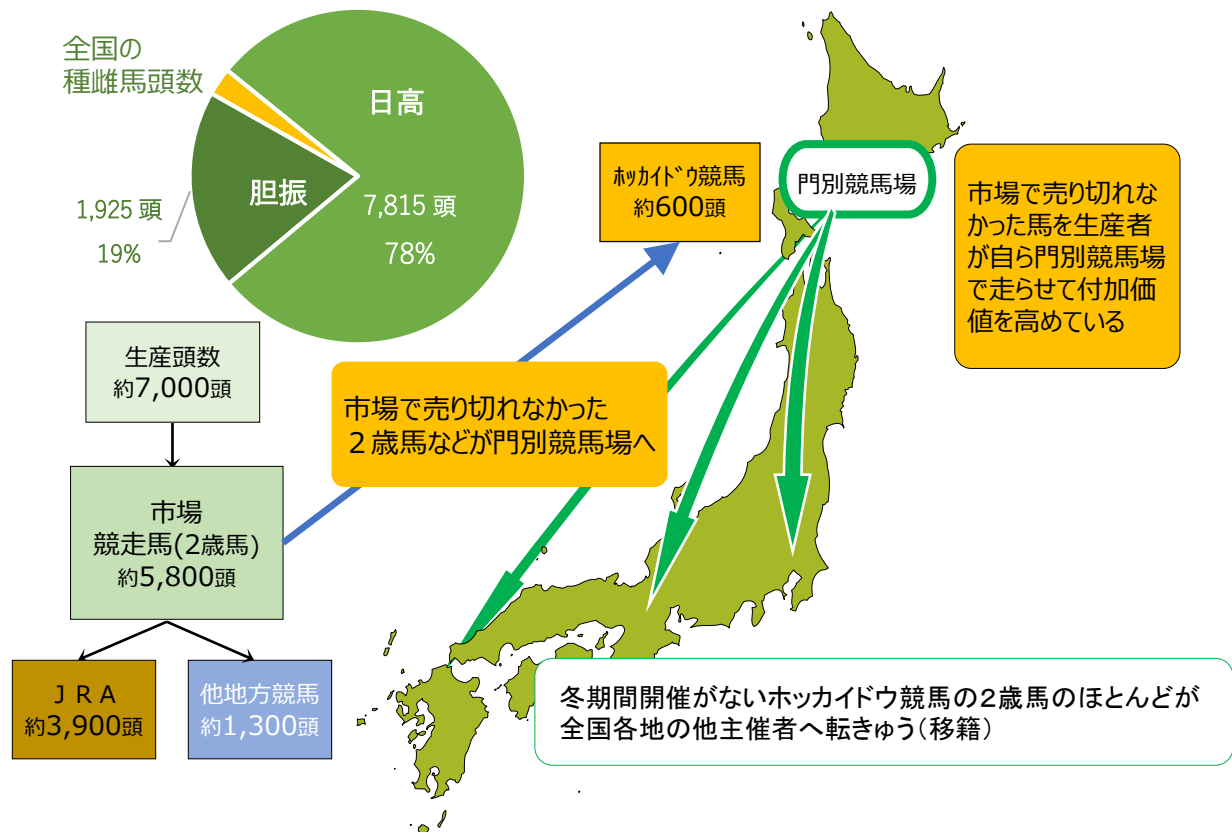 全国の
種雌馬頭数
日高
7,815 頭
78%
胆振
1,925 頭
19%
ﾎｯｶｲﾄﾞｳ競馬
約600頭
門別競馬場
市場で売り切れな
かった馬を生産者
が自ら門別競馬場
で走らせて付加価
値を高めている
生産頭数
約7,000頭
市場で売り切れなかった
２歳馬などが門別競馬場へ
市場
競走馬(2歳馬)
約5,800頭
ＪＲＡ
約3,900頭
他地方競馬
約1,300頭
冬期間開催がないホッカイドウ競馬の２歳馬のほとんどが
全国各地の他主催者へ転きゅう（移籍）